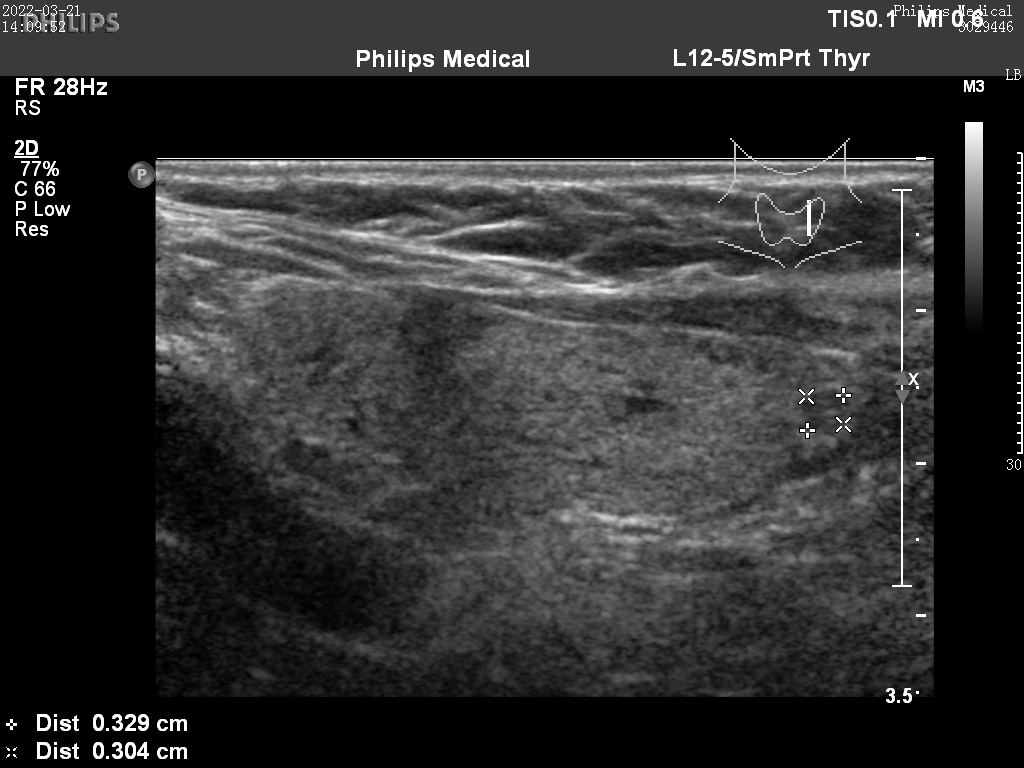 2022-03-21
14:09:52
PHILIPS
Philips Medical
TIS0.1 MI 0.6
Philips Medical
L12-5/SmPrt Thyr
LB
FR 28Hz
RS
M3
2D
77%
C 66
P Low
Res
P
X
30
3.5
Dist 0.329 cm
Dist 0.304 cm